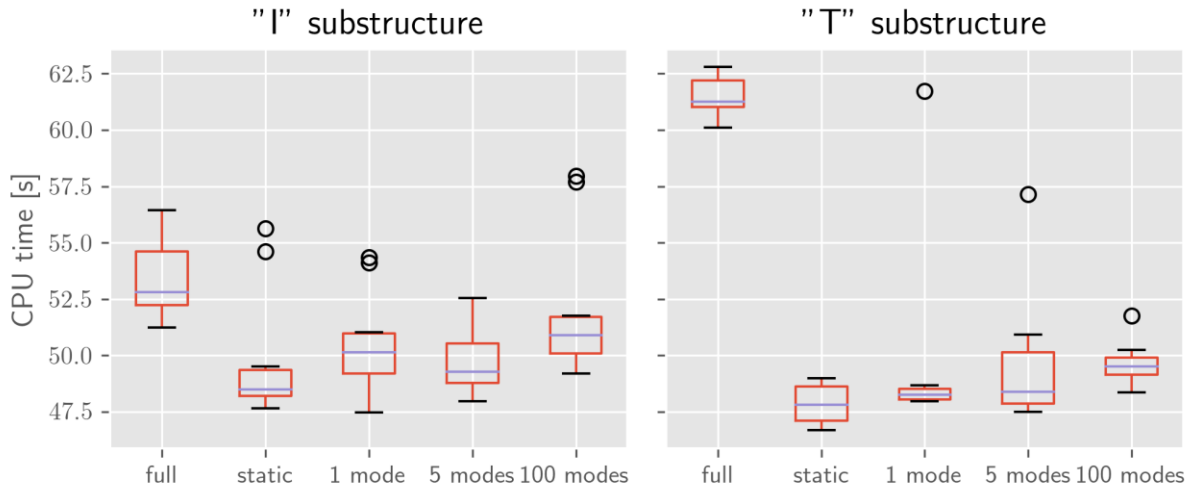 "I" substructure
"T" substructure
CPU time [s]
62.5
60.0
57.5
55.0
52.5
50.0
47.5
full static 1 mode 5 modes 100 modes
full static 1 mode 5 modes 100 modes